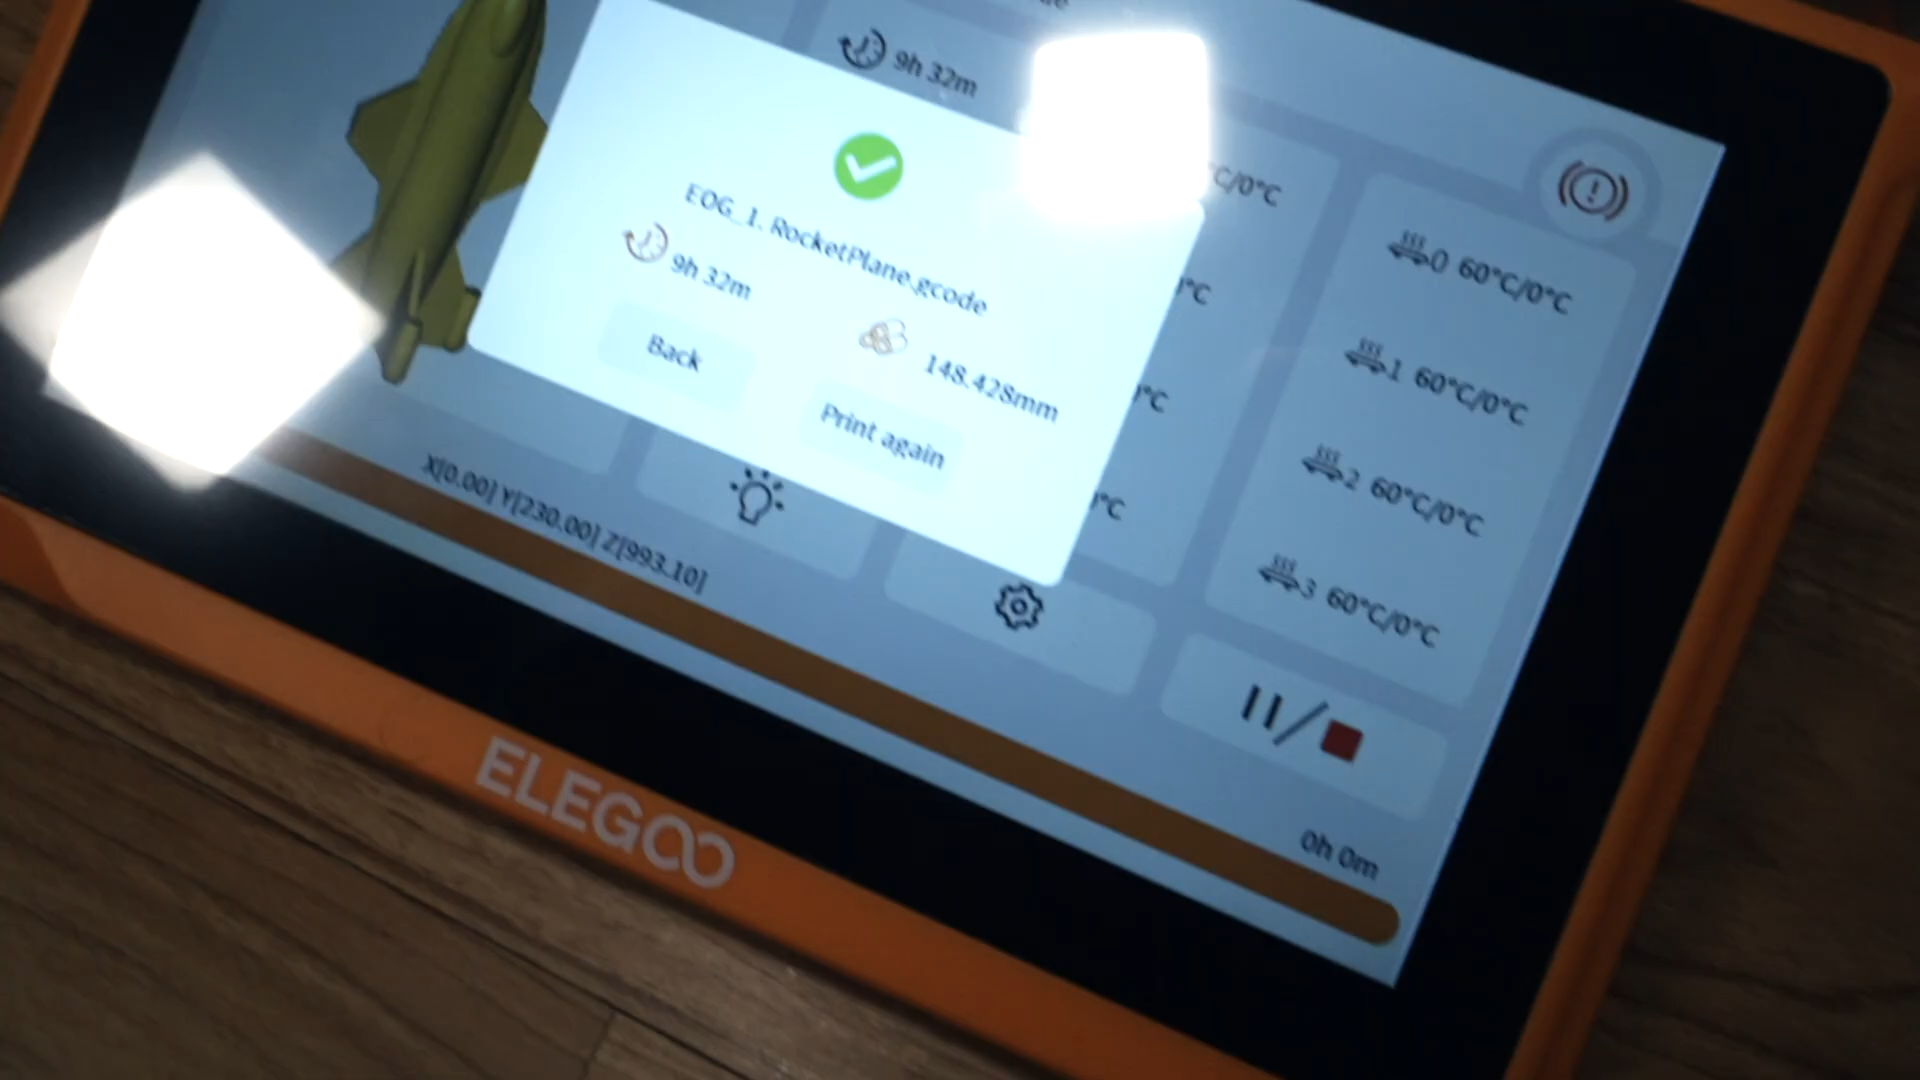 9h 32m
EOG_1. RocketPlane.gcode
9h 32m
148.428mm
Back
Print again
C/0°C
°C
°C
°C
0 60°C/0°C
1 60°C/0°C
2 60°C/0°C
3 60°C/0°C
X[0.00] Y[230.00] Z[993.10]
0h 0m
ELEGOO